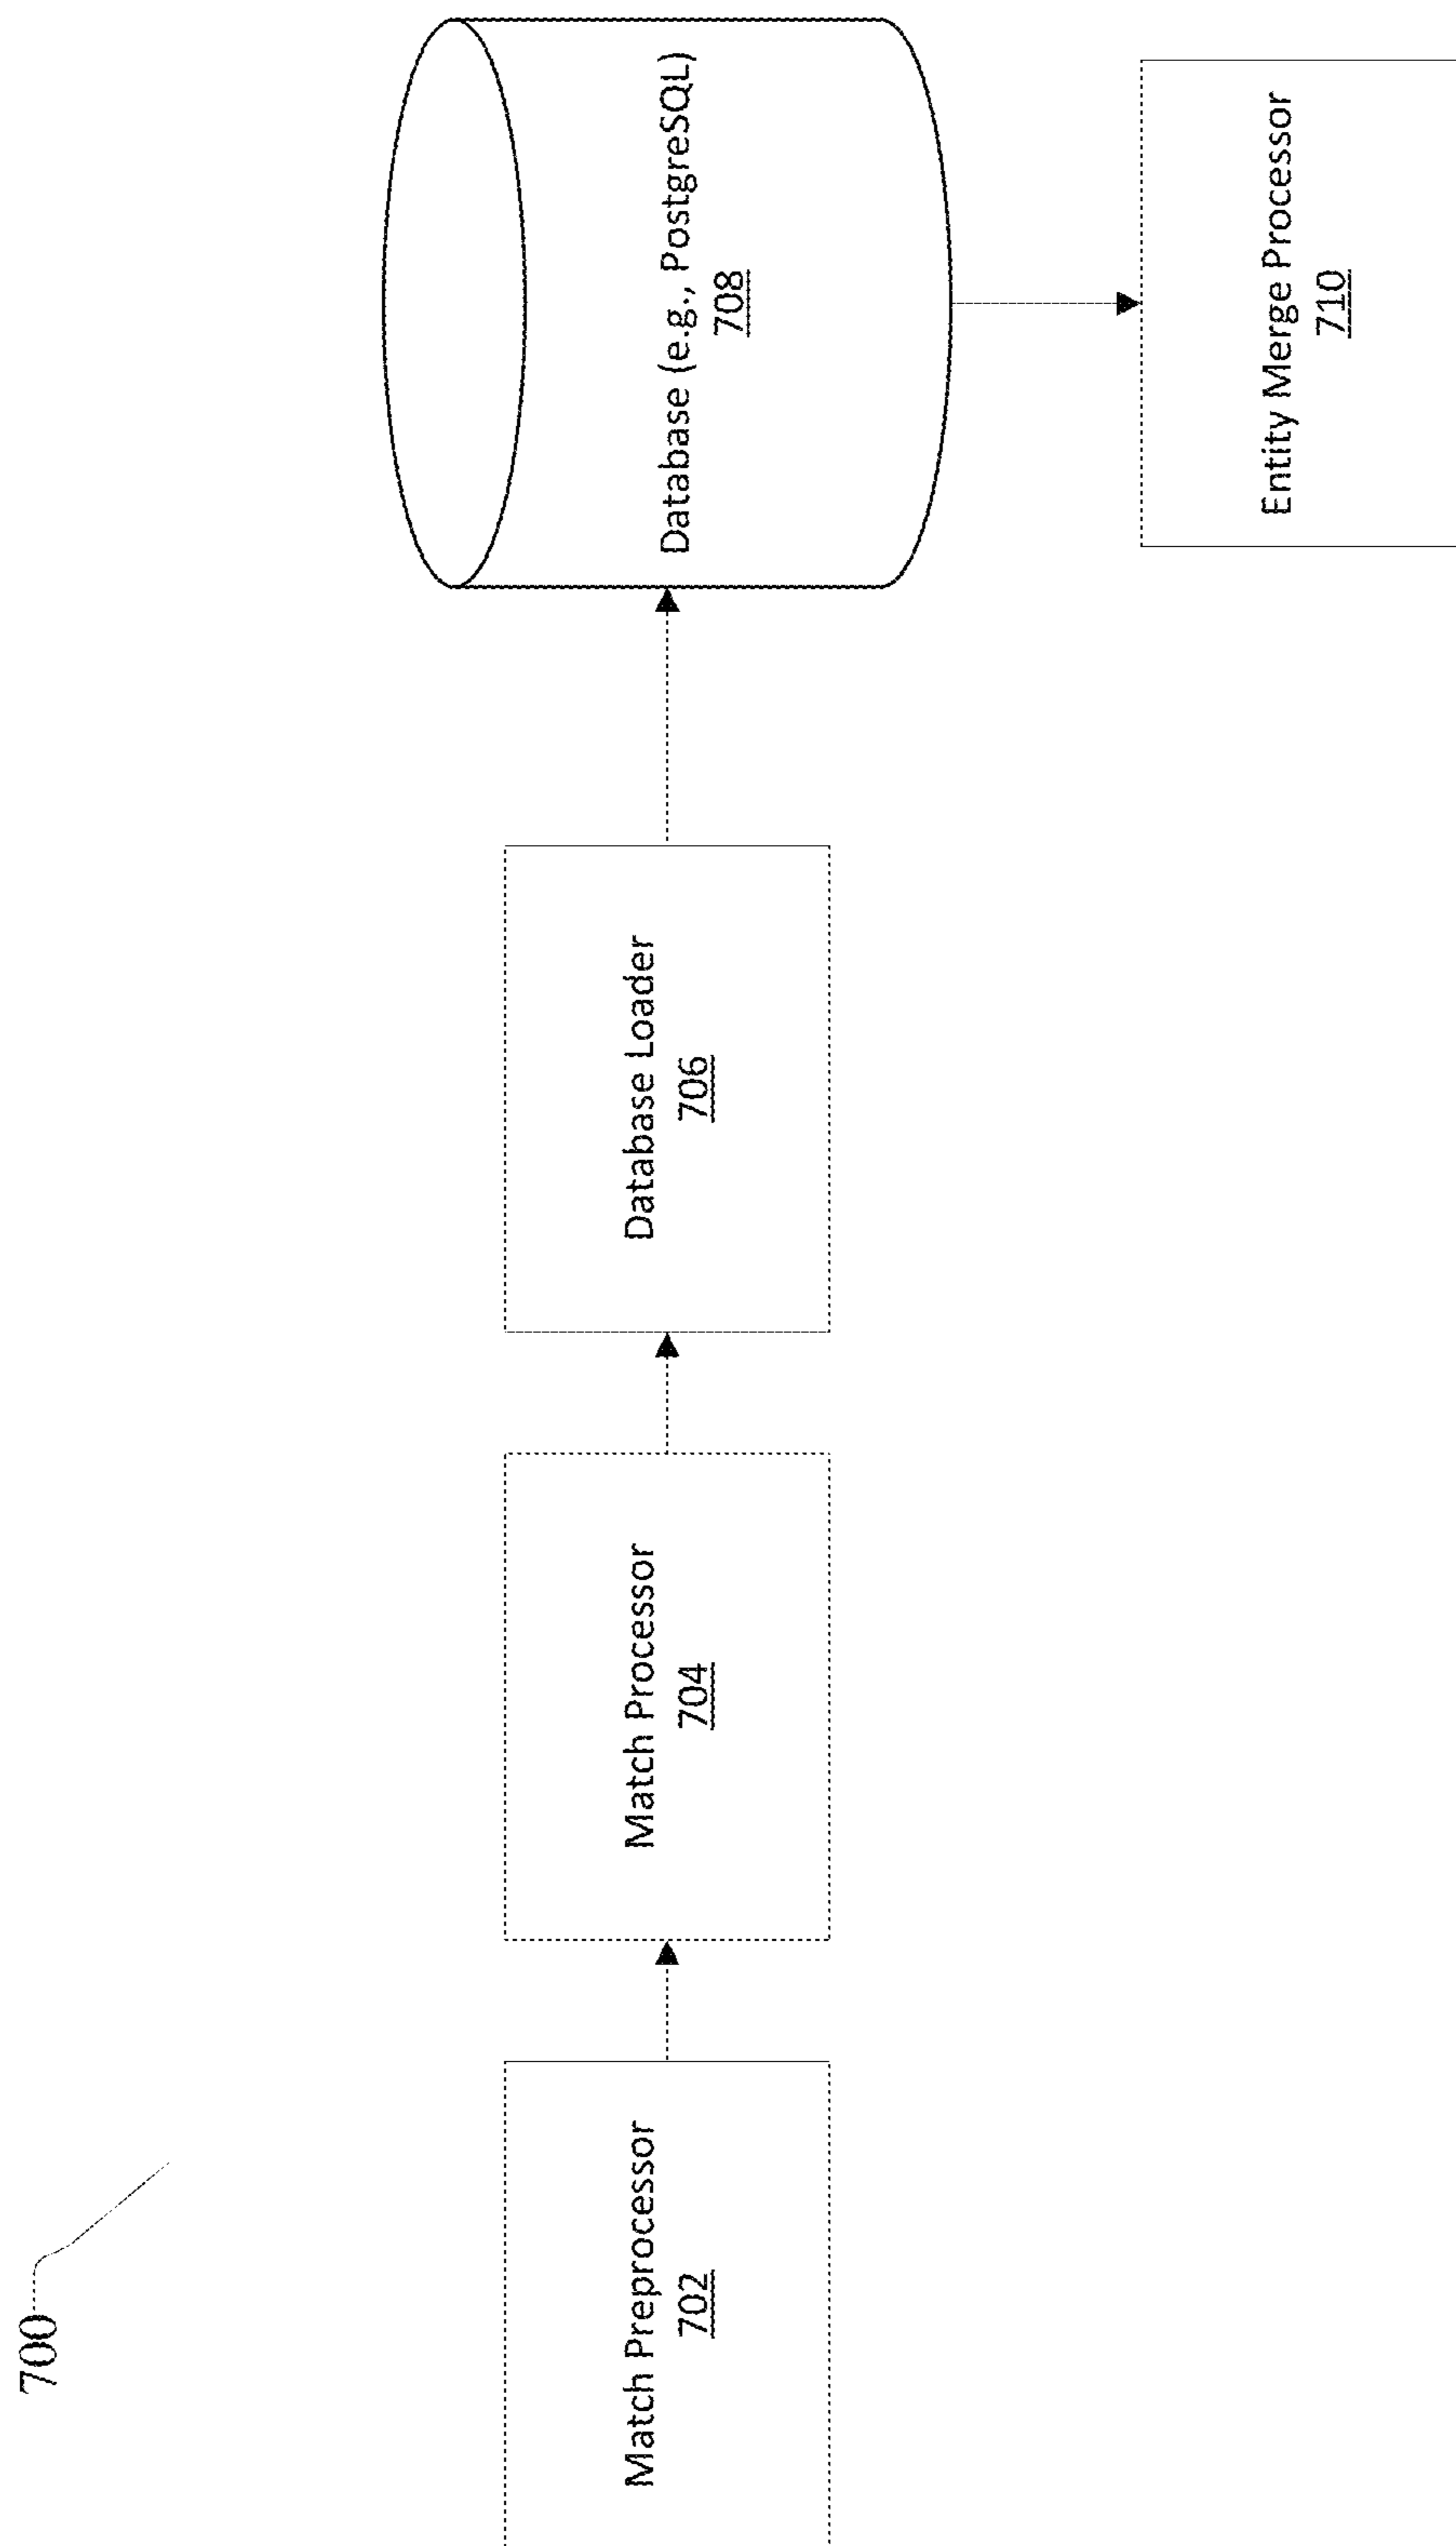 700
Match Preprocessor
702
Match Processor
704
Database Loader
706
Database (e.g., PostgreSQL)
708
Entity Merge Processor
710